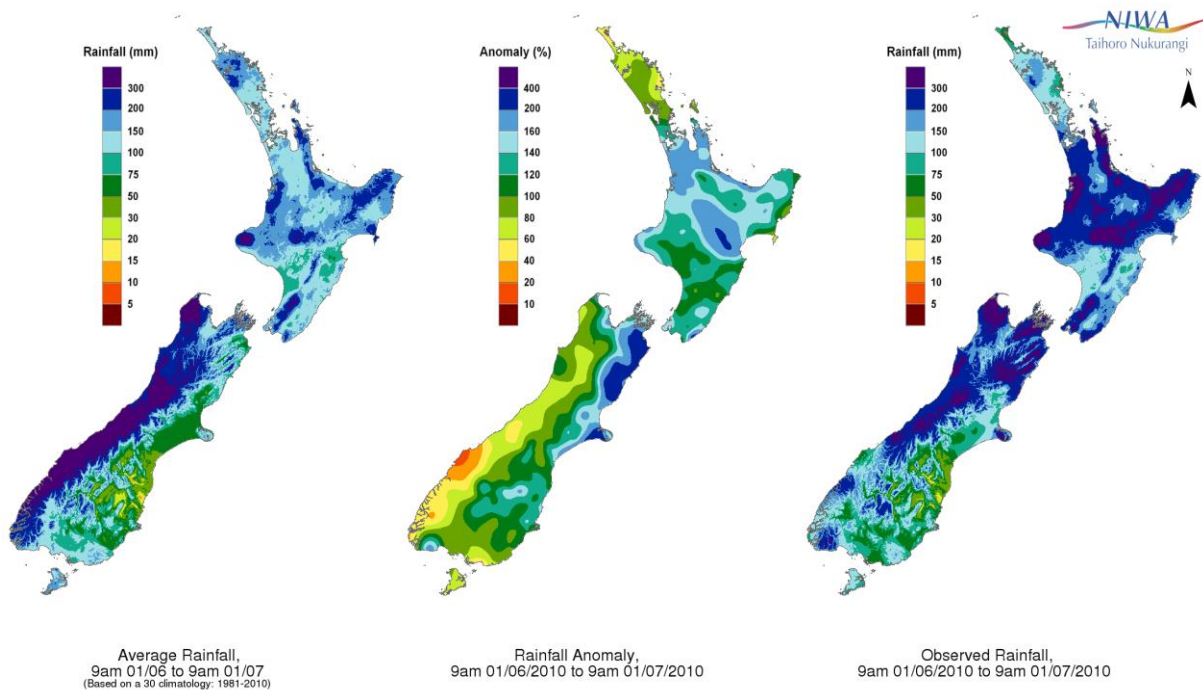 NIWA
Taihoro Nukurangi
Rainfall (mm)
300
200
150
100
75
50
30
20
15
10
5
Anomaly (%)
400
200
160
140
120
100
80
60
40
20
10
Rainfall (mm)
300
200
150
100
75
50
30
20
15
10
5
N
Average Rainfall,
9am 01/06 to 9am 01/07
(Based on a 30 climatology: 1981-2010)
Rainfall Anomaly,
9am 01/06/2010 to 9am 01/07/2010
Observed Rainfall,
9am 01/06/2010 to 9am 01/07/2010